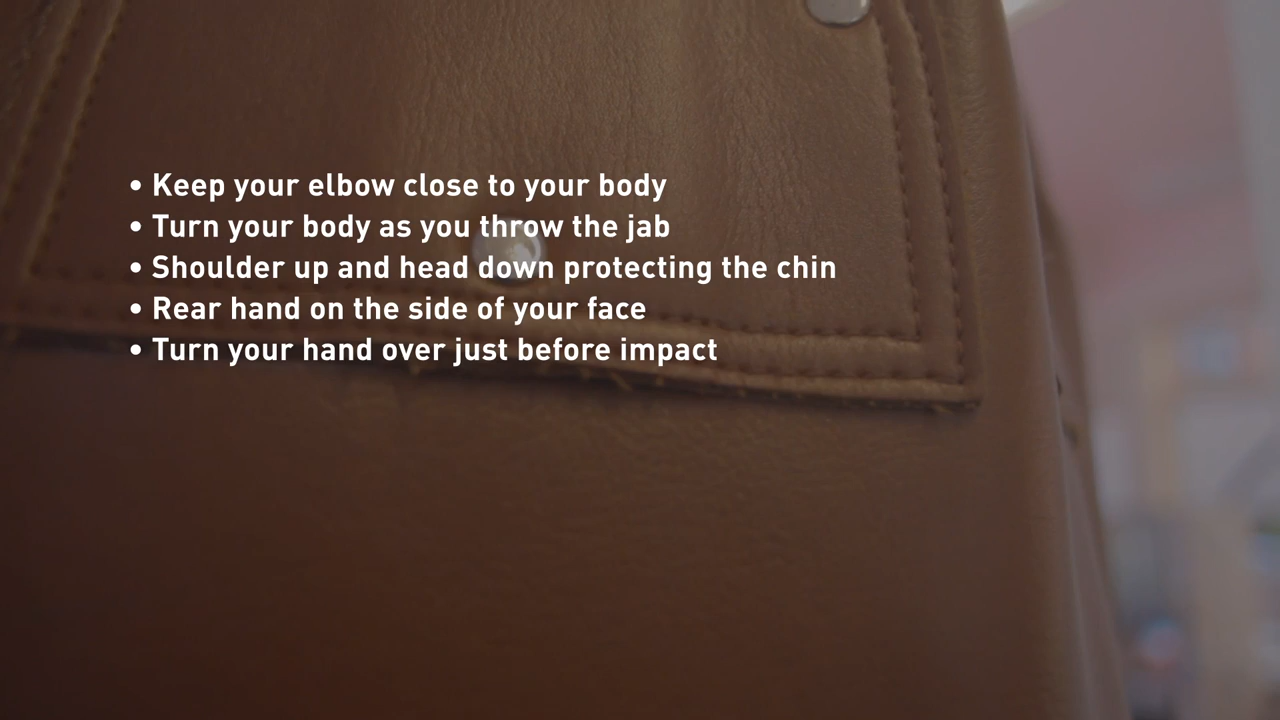 • Keep your elbow close to your body
• Turn your body as you throw the jab
• Shoulder up and head down protecting the chin
• Rear hand on the side of your face
• Turn your hand over just before impact